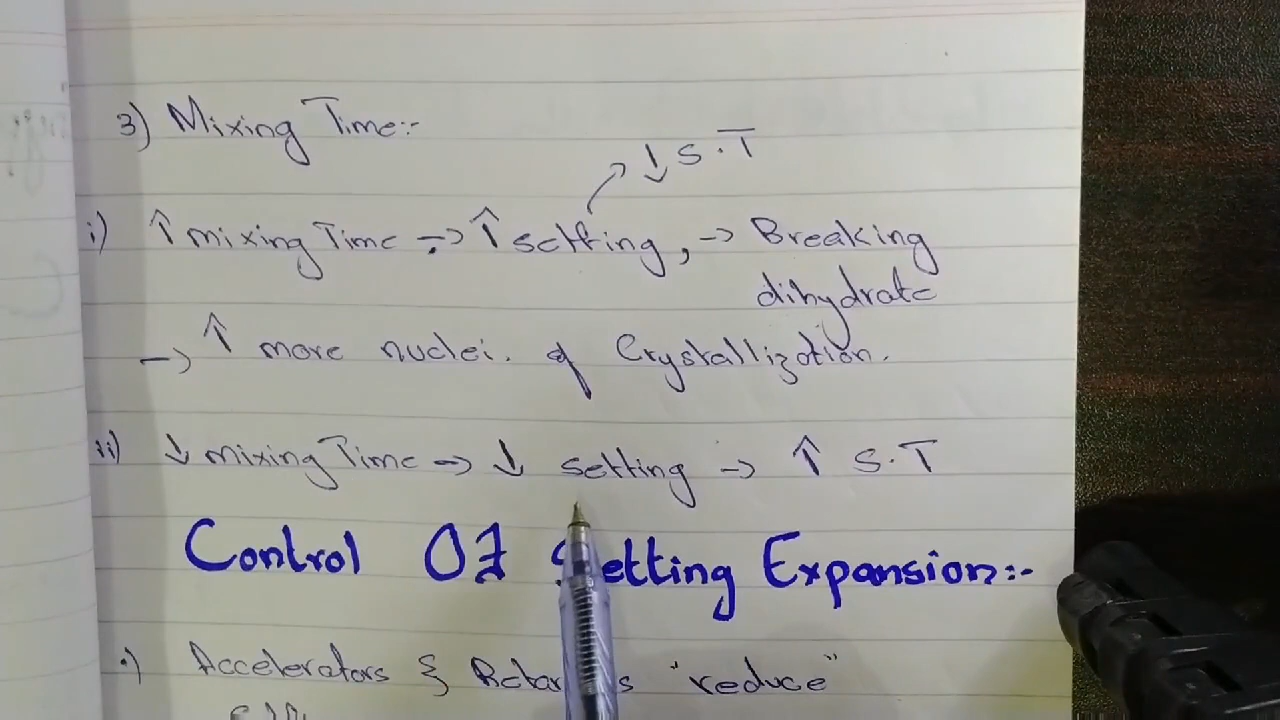 3) Mixing Time:-
↓ S.T
i) ↑ mixing Time ÷> ↑ setting, -> Breaking
dihydrate
-> ↑ more nuclei. of Crystallization.
ii) ↓ mixing Time => ↓ setting -> ↑ S.T
Control Of Setting Expansion:-
•) Accelerators & "reduce"